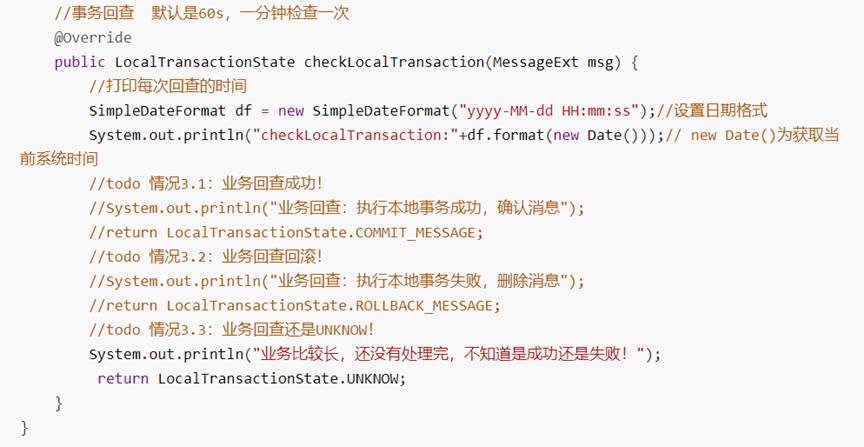 //事务回查  默认是60s，一分钟检查一次
@Override
public LocalTransactionState checkLocalTransaction(MessageExt msg) {
//打印每次回查的时间
SimpleDateFormat df = new SimpleDateFormat("yyyy-MM-dd HH:mm:ss");//设置日期格式
System.out.println("checkLocalTransaction:"+df.format(new Date()));// new Date()为获取当
前系统时间
//todo 情况3.1：业务回查成功！
//System.out.println("业务回查：执行本地事务成功，确认消息");
//return LocalTransactionState.COMMIT_MESSAGE;
//todo 情况3.2：业务回查回滚！
//System.out.println("业务回查：执行本地事务失败，删除消息");
//return LocalTransactionState.ROLLBACK_MESSAGE;
//todo 情况3.3：业务回查还是UNKNOW！
System.out.println("业务比较长，还没有处理完，不知道是成功还是失败！");
return LocalTransactionState.UNKNOW;
}
}